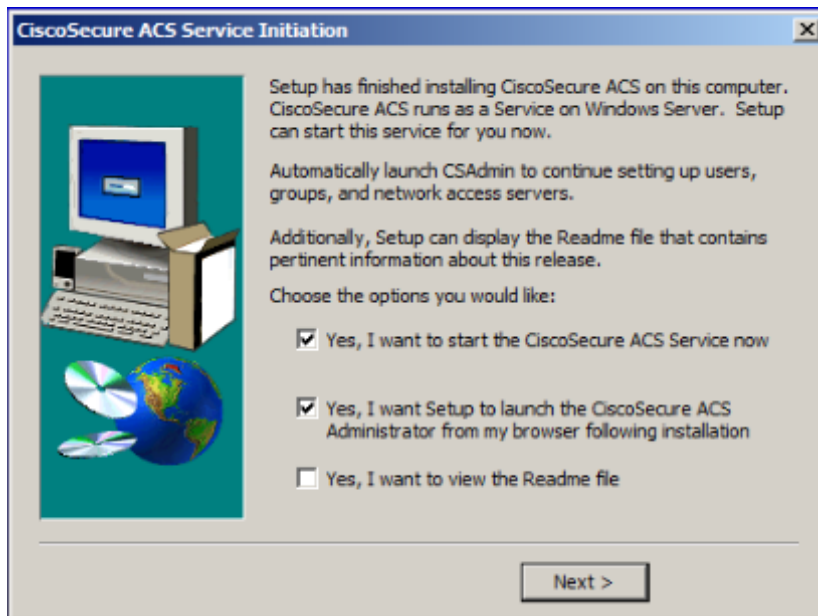 CiscoSecure ACS Service Initiation
Setup has finished installing CiscoSecure ACS on this computer.
CiscoSecure ACS runs as a Service on Windows Server. Setup
can start this service for you now.
Automatically launch CSAdmin to continue setting up users,
groups, and network access servers.
Additionally, Setup can display the Readme file that contains
pertinent information about this release.
Choose the options you would like:
Yes, I want to start the CiscoSecure ACS Service now
Yes, I want Setup to launch the CiscoSecure ACS
Administrator from my browser following installation
Yes, I want to view the Readme file
Next >